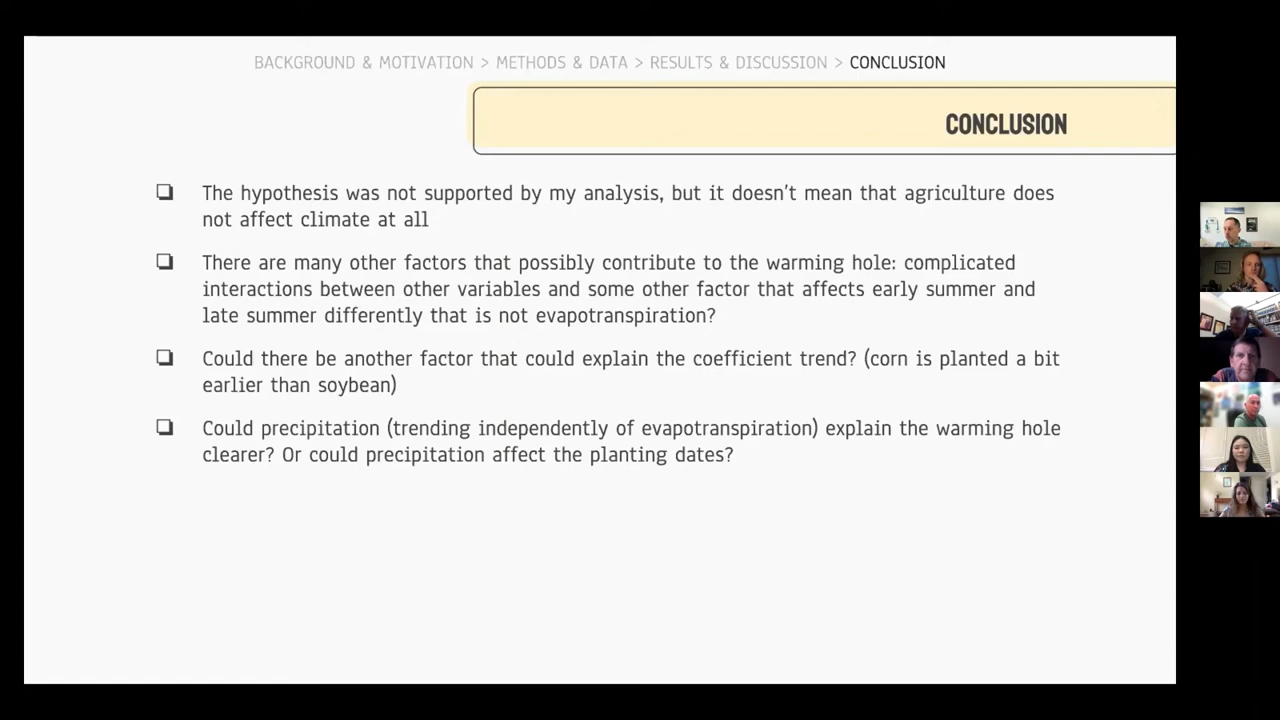 BACKGROUND & MOTIVATION > METHODS & DATA > RESULTS & DISCUSSION > CONCLUSION
CONCLUSION
❏ The hypothesis was not supported by my analysis, but it doesn't mean that agriculture does
not affect climate at all
❏ There are many other factors that possibly contribute to the warming hole: complicated
interactions between other variables and some other factor that affects early summer and
late summer differently that is not evapotranspiration?
❏ Could there be another factor that could explain the coefficient trend? (corn is planted a bit
earlier than soybean)
❏ Could precipitation (trending independently of evapotranspiration) explain the warming hole
clearer? Or could precipitation affect the planting dates?